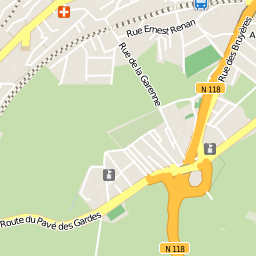 Rue Ernest Renan
Rue de la Garenne
Rue des Bruyères
A
N 118
Route du Pavé des Gardes
N 118